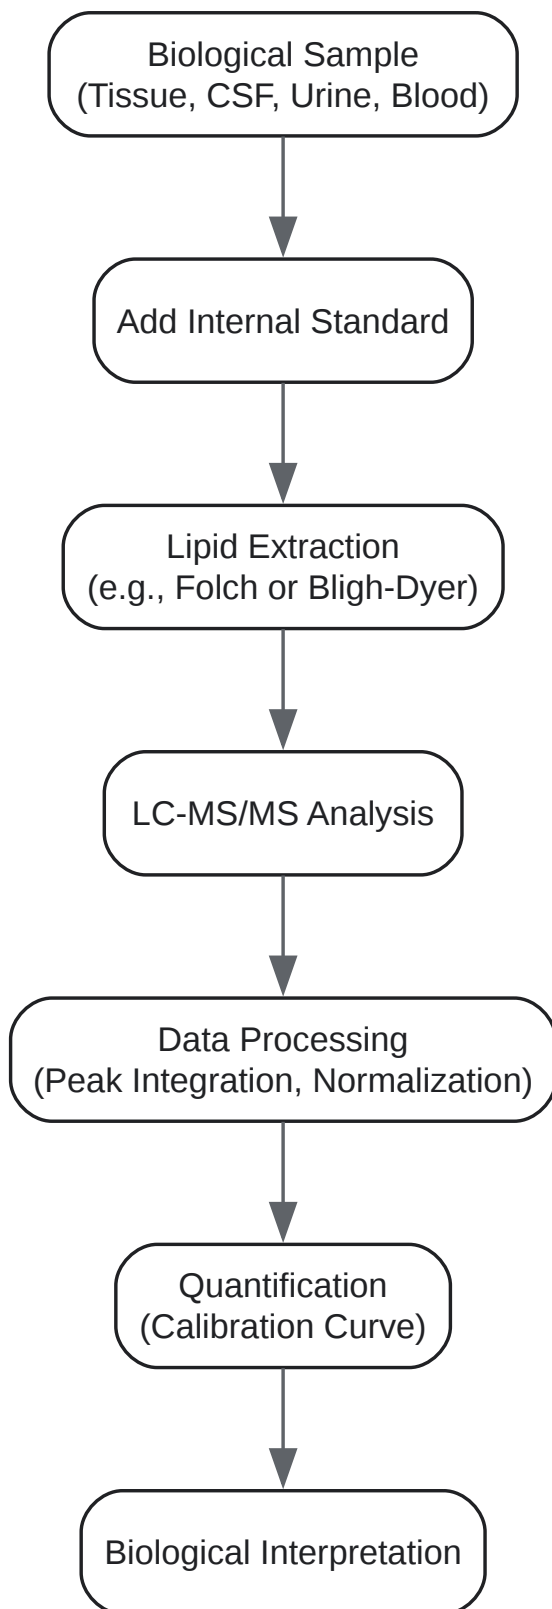 Biological Sample
(Tissue, CSF, Urine, Blood)
Add Internal Standard
Lipid Extraction
(e.g., Folch or Bligh-Dyer)
LC-MS/MS Analysis
Data Processing
(Peak Integration, Normalization)
Quantification
(Calibration Curve)
Biological Interpretation